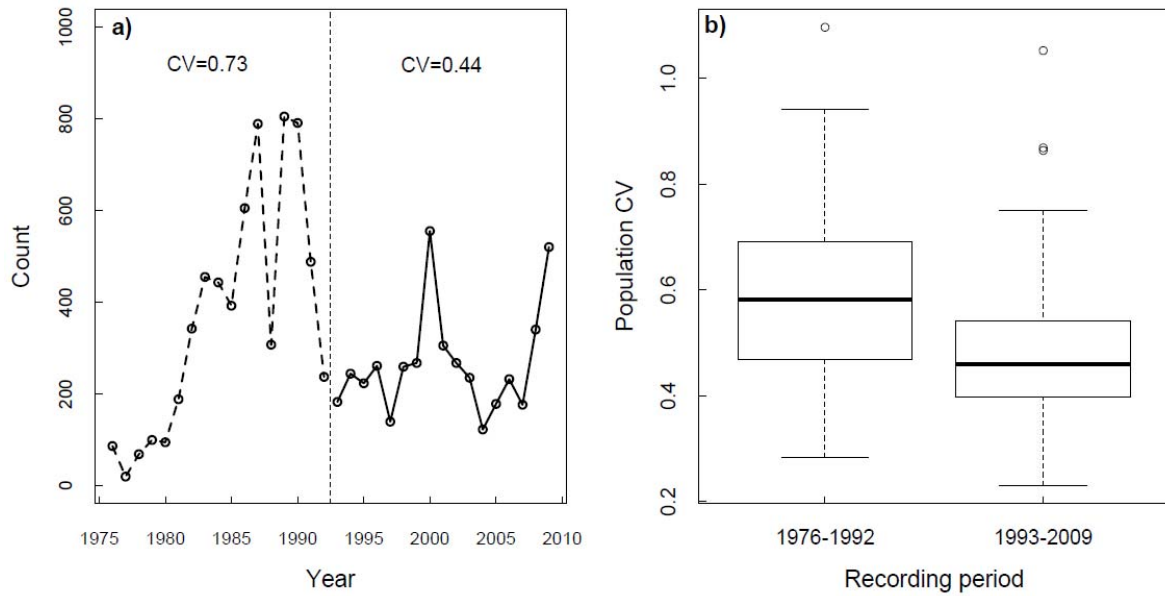 a)
CV=0.73
CV=0.44
Count
1000
800
600
400
200
0
1975 1980 1985 1990 1995 2000 2005 2010
Year
b)
Population CV
1.0
0.8
0.6
0.4
0.2
1976-1992 1993-2009
Recording period